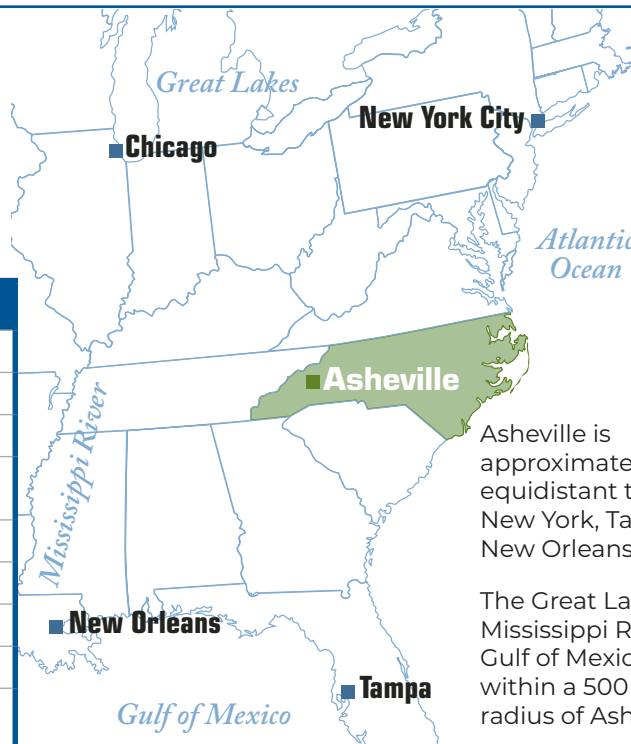 Great Lakes
New York City
Chicago
Atlantic
Ocean
Asheville
Mississippi River
Asheville is
approximate
equidistant t
New York, Ta
New Orleans
The Great La
Mississippi R
Gulf of Mexic
within a 500
radius of Ash
New Orleans
Tampa
Gulf of Mexico